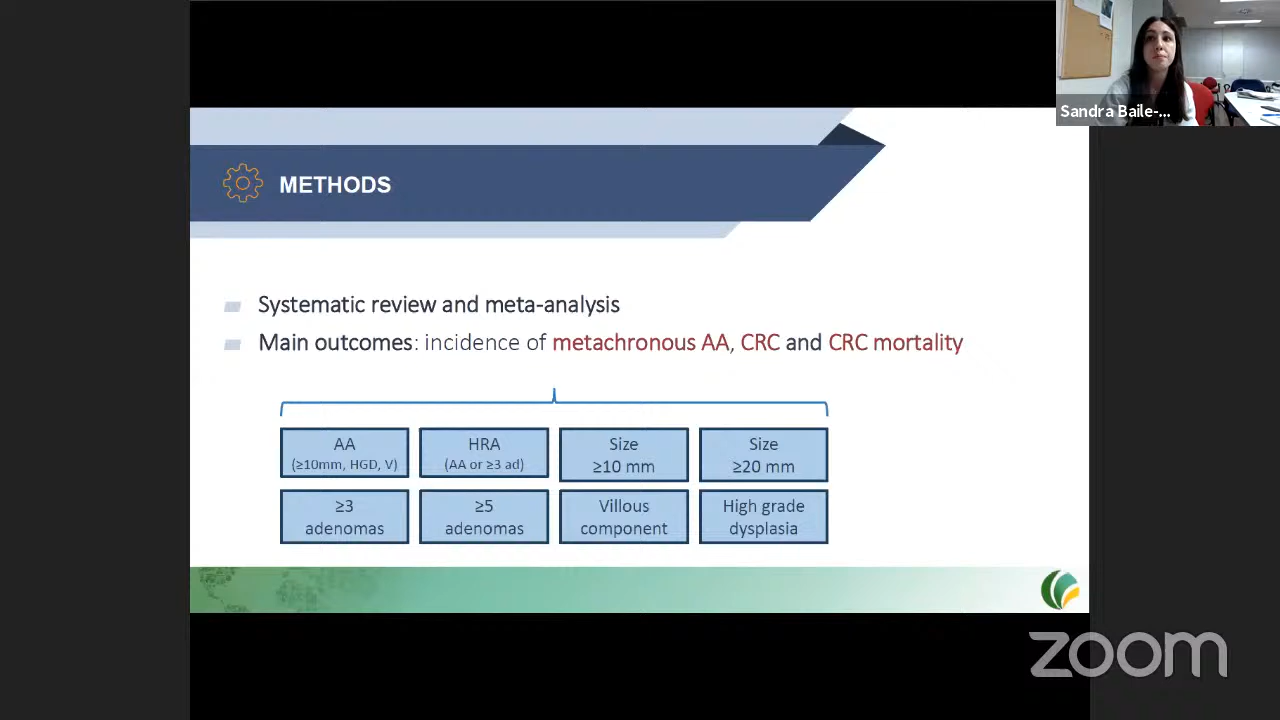 Sandra Baile-...
METHODS
Systematic review and meta-analysis
Main outcomes: incidence of metachronous AA, CRC and CRC mortality
AA
(≥10mm, HGD, V)
HRA
(AA or ≥3 ad)
Size
≥10 mm
Size
≥20 mm
≥3
adenomas
≥5
adenomas
Villous
component
High grade
dysplasia
zoom